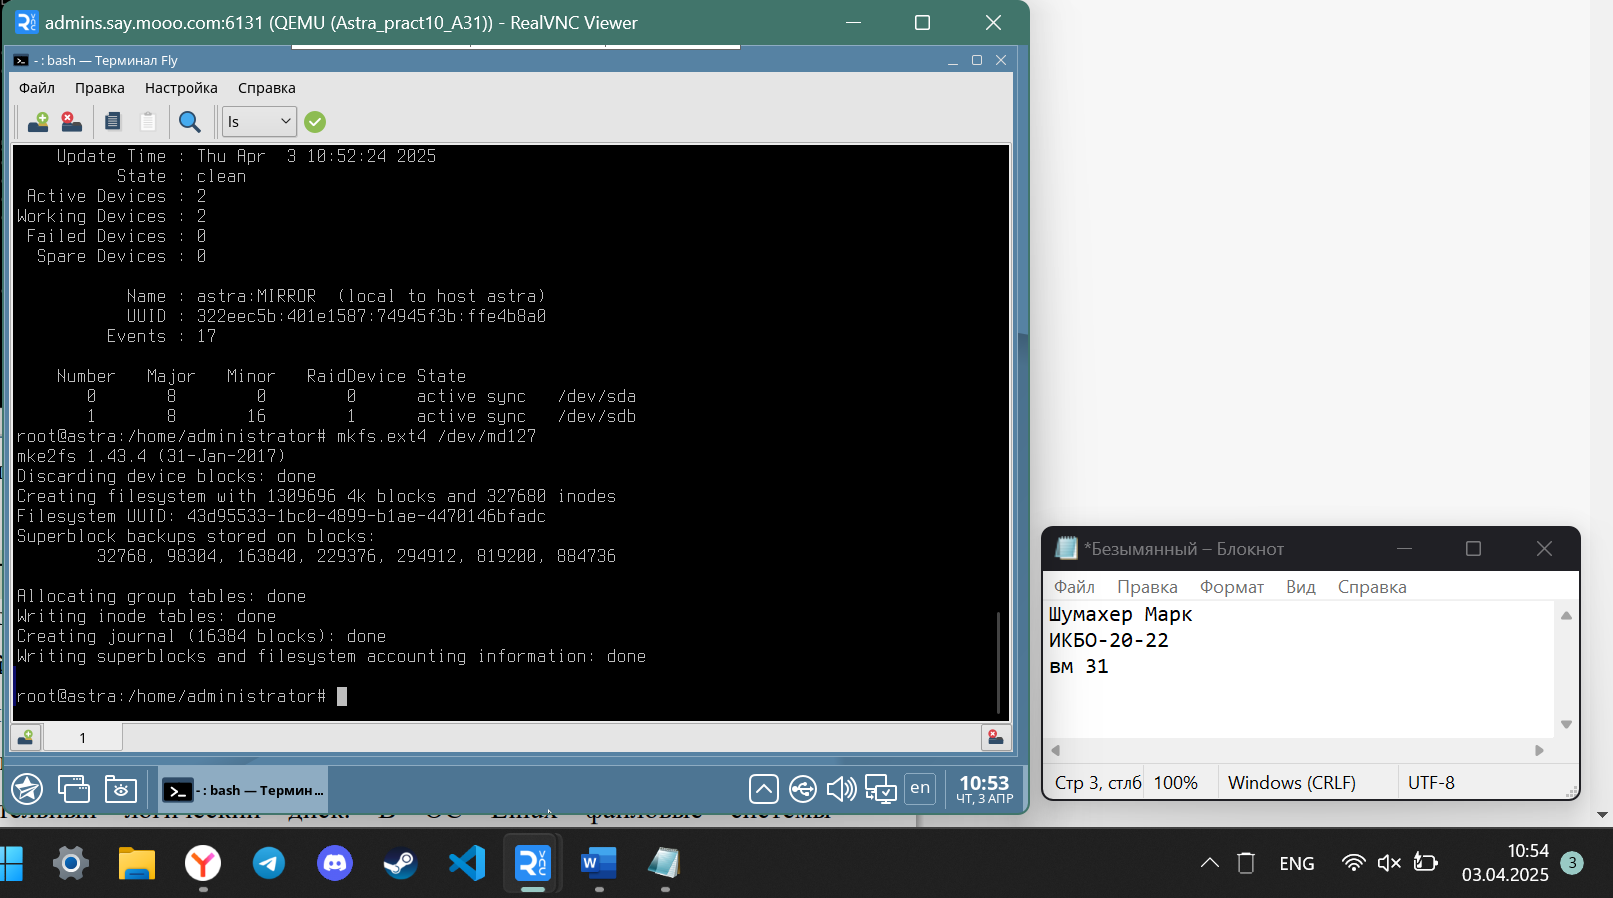 admins.say.mooo.com:6131 (QEMU (Astra_pract10_A31)) - RealVNC Viewer
- : bash — Терминал Fly
Файл Правка Настройка Справка
ls
Update Time : Thu Apr  3 10:52:24 2025
State : clean
Active Devices : 2
Working Devices : 2
Failed Devices : 0
Spare Devices : 0
Name : astra:MIRROR  (local to host astra)
UUID : 322eec5b:401e1587:74945f3b:ffe4b8a0
Events : 17
Number   Major   Minor   RaidDevice State
0       8        0        0      active sync   /dev/sda
1       8       16        1      active sync   /dev/sdb
root@astra:/home/administrator# mkfs.ext4 /dev/md127
mke2fs 1.43.4 (31-Jan-2017)
Discarding device blocks: done
Creating filesystem with 1309696 4k blocks and 327680 inodes
Filesystem UUID: 43d95533-1bc0-4899-b1ae-4470146bfadc
Superblock backups stored on blocks:
32768, 98304, 163840, 229376, 294912, 819200, 884736
Allocating group tables: done
Writing inode tables: done
Creating journal (16384 blocks): done
Writing superblocks and filesystem accounting information: done
root@astra:/home/administrator#
1
- : bash — Термин...
en
10:53
ЧТ, 3 АПР
*Безымянный – Блокнот
Файл Правка Формат Вид Справка
Шумахер Марк
ИКБО-20-22
вм 31
Стр 3, стлб 100% Windows (CRLF) UTF-8
ENG
10:54
03.04.2025
3